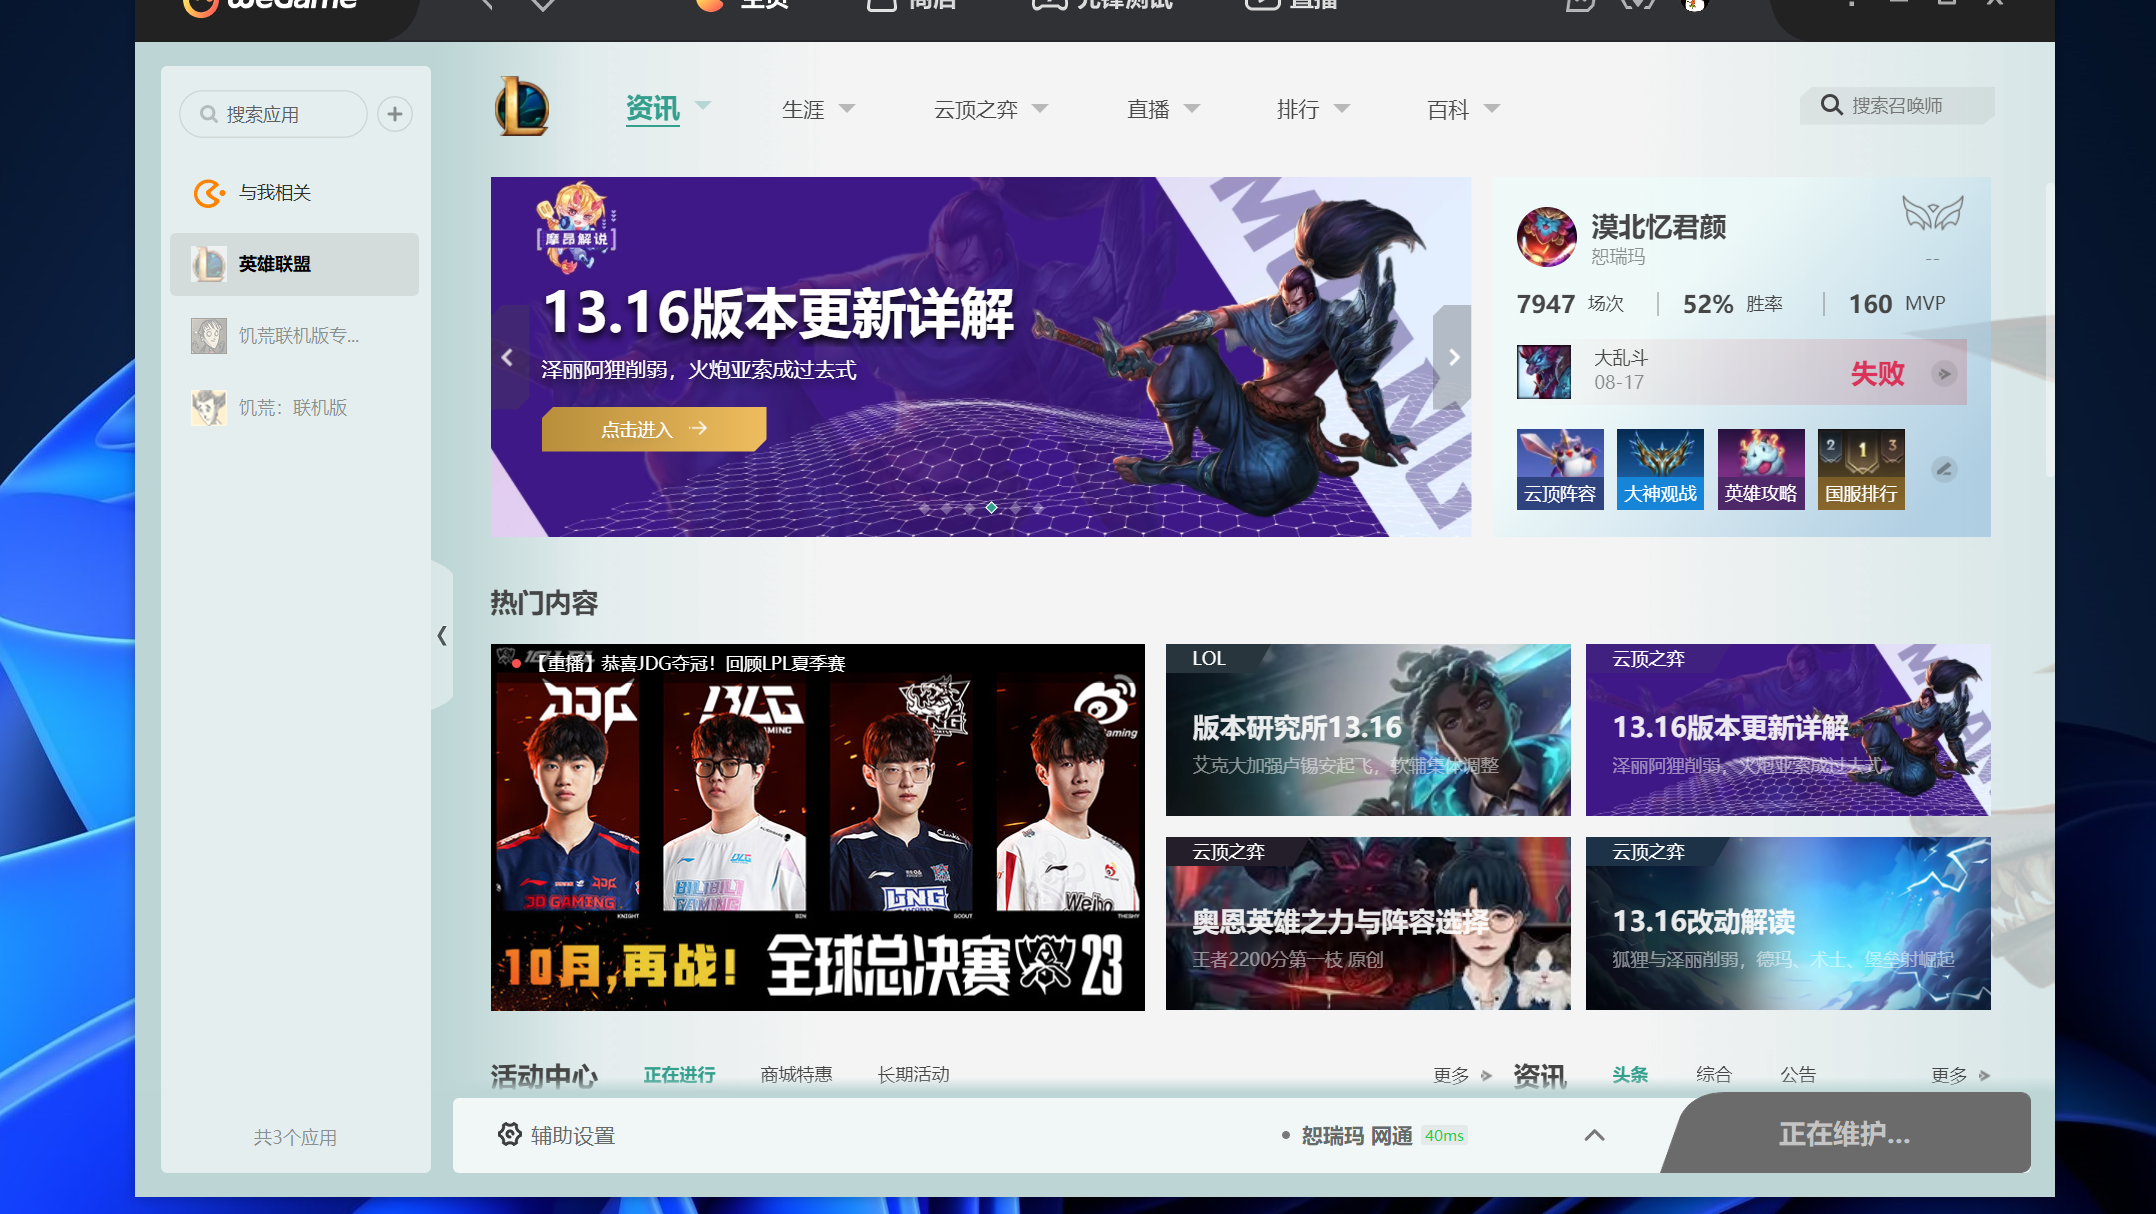 WeGame
主页
商店
先锋测试
直播
搜索应用
与我相关
英雄联盟
饥荒联机版专...
饥荒：联机版
共3个应用
资讯
生涯
云顶之弈
直播
排行
百科
搜索召唤师
摩昂解说
13.16版本更新详解
泽丽阿狸削弱，火炮亚索成过去式
点击进入
漠北忆君颜
恕瑞玛
--
7947 场次
52% 胜率
160 MVP
大乱斗
08-17
失败
云顶阵容
大神观战
英雄攻略
2 1 3
国服排行
热门内容
【重播】恭喜JDG夺冠！回顾LPL夏季赛
JDG
BLG
GAMING
LNG
Gaming
JD GAMING
BILIBILI GAMING
LNG
Weibo
KNIGHT
BIN
SCOUT
THESHY
10月,再战!
全球总决赛 23
LOL
版本研究所13.16
艾克大加强卢锡安起飞，软辅集体调整
云顶之弈
13.16版本更新详解
泽丽阿狸削弱，火炮亚索成过去式
云顶之弈
奥恩英雄之力与阵容选择
王者2200分第一枝 原创
云顶之弈
13.16改动解读
狐狸与泽丽削弱，德玛、术士、堡垒射崛起
活动中心
正在进行
商城特惠
长期活动
更多
资讯
头条
综合
公告
更多
辅助设置
恕瑞玛 网通 40ms
正在维护...